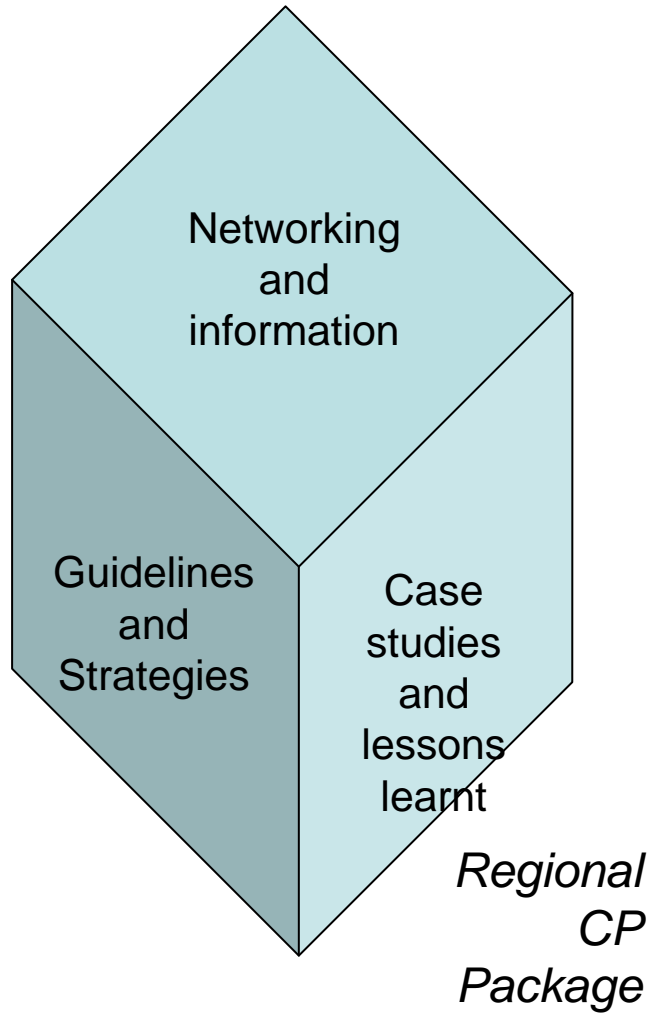 Networking
and
information
Guidelines
and
Strategies
Case
studies
and
lessons
learnt
Regional
CP
Package